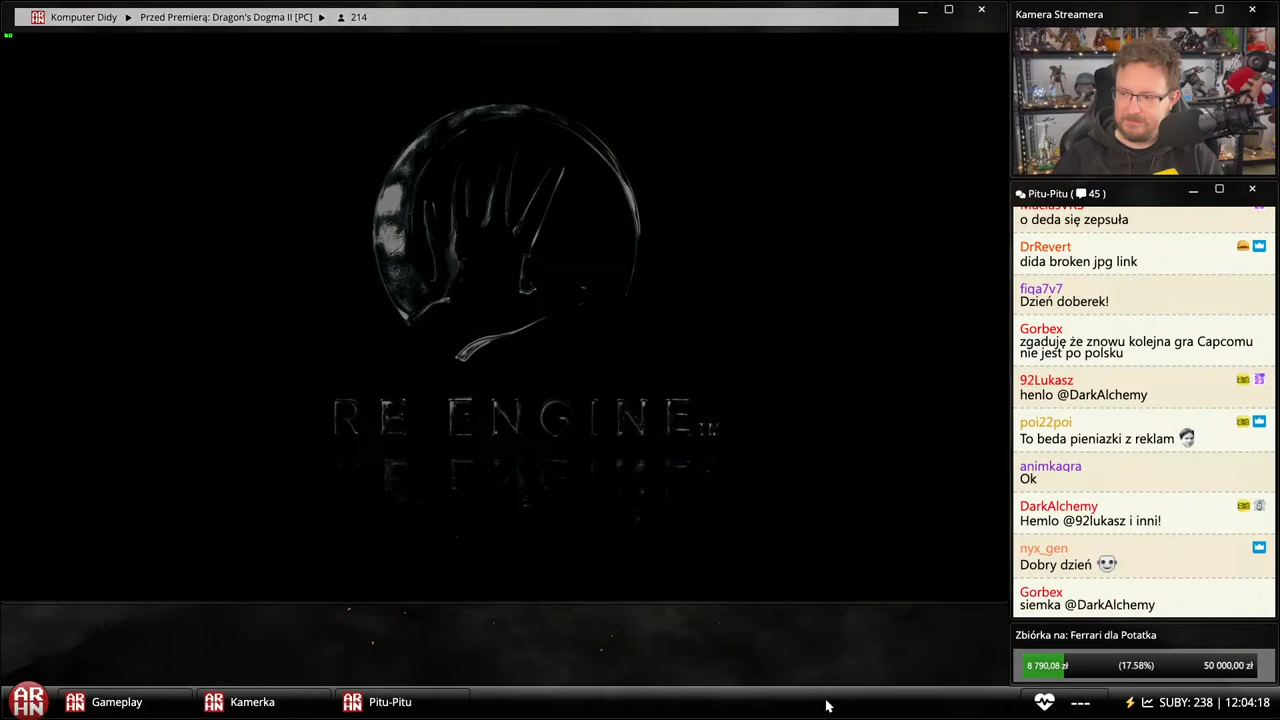 Komputer Didy ▶ Przed Premierą: Dragon's Dogma II [PC] ▶ 214
RE ENGINE™
Kamera Streamera
Pitu-Pitu ( 45 )
o deda się zepsuła
DrRevert
dida broken jpg link
figa7v7
Dzień doberek!
Gorbex
zgaduję że znowu kolejna gra Capcomu
nie jest po polsku
92Lukasz
henlo @DarkAlchemy
poi22poi
To beda pieniazki z reklam
animkagra
Ok
DarkAlchemy
Hemlo @92lukasz i inni!
nyx_gen
Dobry dzień
Gorbex
siemka @DarkAlchemy
Zbiórka na: Ferrari dla Potatka
8 790,08 zł (17.58%) 50 000,00 zł
AR HN
Gameplay
Kamerka
Pitu-Pitu
---
SUBY: 238 | 12:04:18